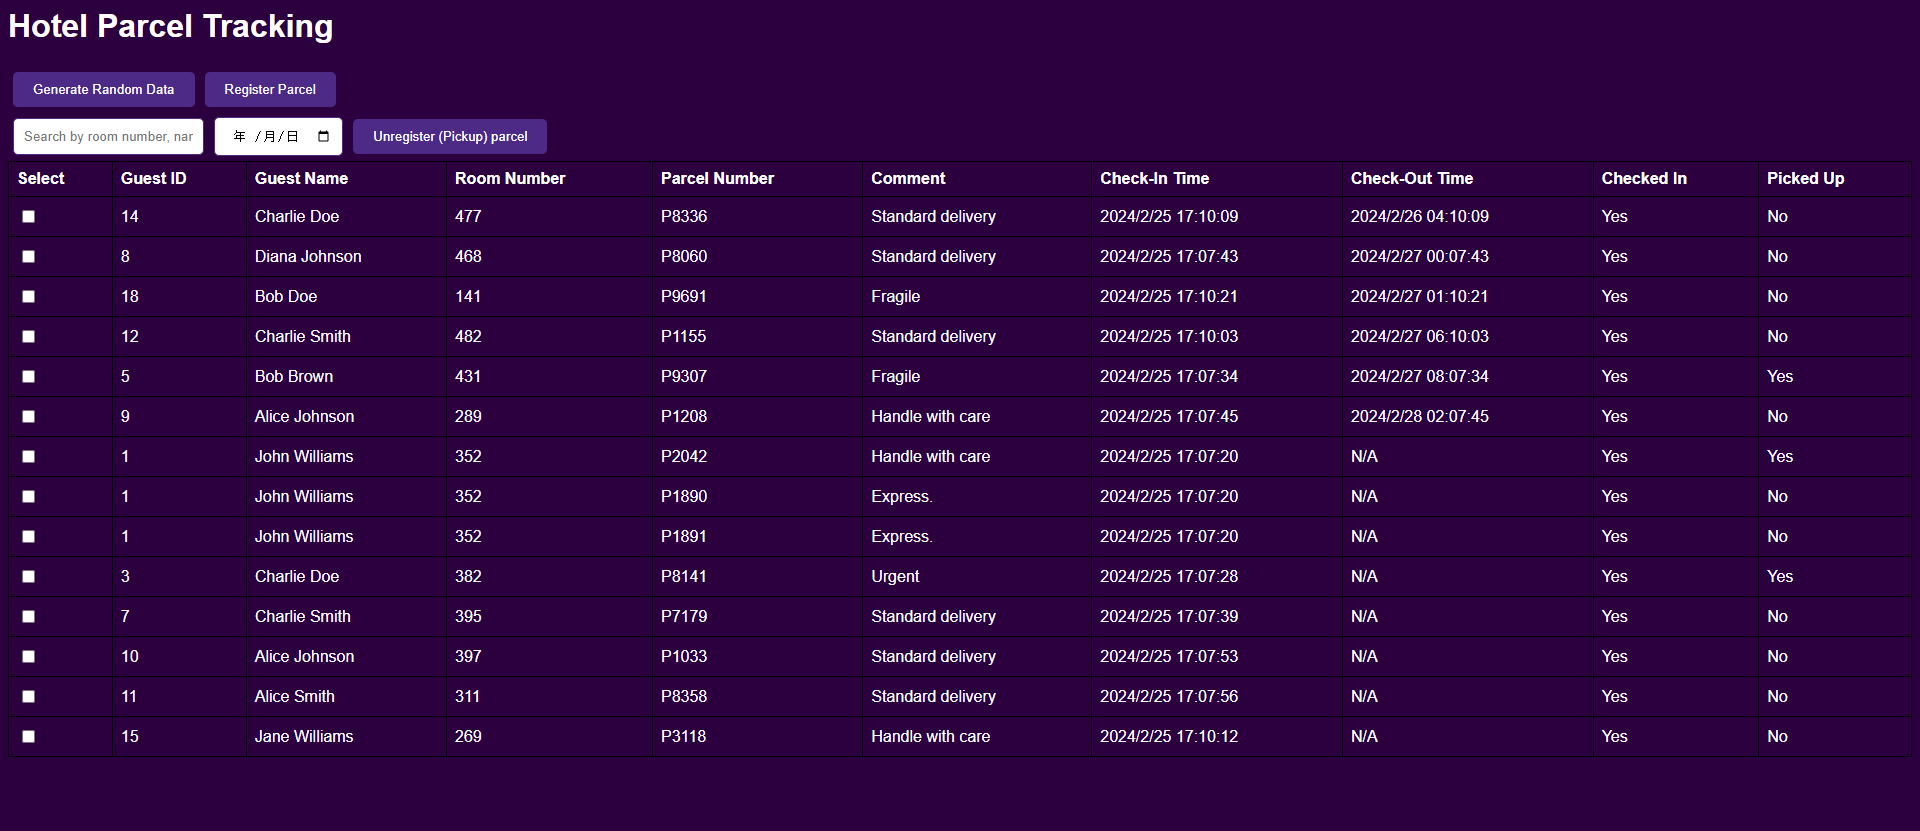 Hotel Parcel Tracking
Generate Random Data Register Parcel
Search by room number, nar 年 /月/日 Unregister (Pickup) parcel
Select Guest ID Guest Name Room Number Parcel Number Comment Check-In Time Check-Out Time Checked In Picked Up
14 Charlie Doe 477 P8336 Standard delivery 2024/2/25 17:10:09 2024/2/26 04:10:09 Yes No
8 Diana Johnson 468 P8060 Standard delivery 2024/2/25 17:07:43 2024/2/27 00:07:43 Yes No
18 Bob Doe 141 P9691 Fragile 2024/2/25 17:10:21 2024/2/27 01:10:21 Yes No
12 Charlie Smith 482 P1155 Standard delivery 2024/2/25 17:10:03 2024/2/27 06:10:03 Yes No
5 Bob Brown 431 P9307 Fragile 2024/2/25 17:07:34 2024/2/27 08:07:34 Yes Yes
9 Alice Johnson 289 P1208 Handle with care 2024/2/25 17:07:45 2024/2/28 02:07:45 Yes No
1 John Williams 352 P2042 Handle with care 2024/2/25 17:07:20 N/A Yes Yes
1 John Williams 352 P1890 Express. 2024/2/25 17:07:20 N/A Yes No
1 John Williams 352 P1891 Express. 2024/2/25 17:07:20 N/A Yes No
3 Charlie Doe 382 P8141 Urgent 2024/2/25 17:07:28 N/A Yes Yes
7 Charlie Smith 395 P7179 Standard delivery 2024/2/25 17:07:39 N/A Yes No
10 Alice Johnson 397 P1033 Standard delivery 2024/2/25 17:07:53 N/A Yes No
11 Alice Smith 311 P8358 Standard delivery 2024/2/25 17:07:56 N/A Yes No
15 Jane Williams 269 P3118 Handle with care 2024/2/25 17:10:12 N/A Yes No